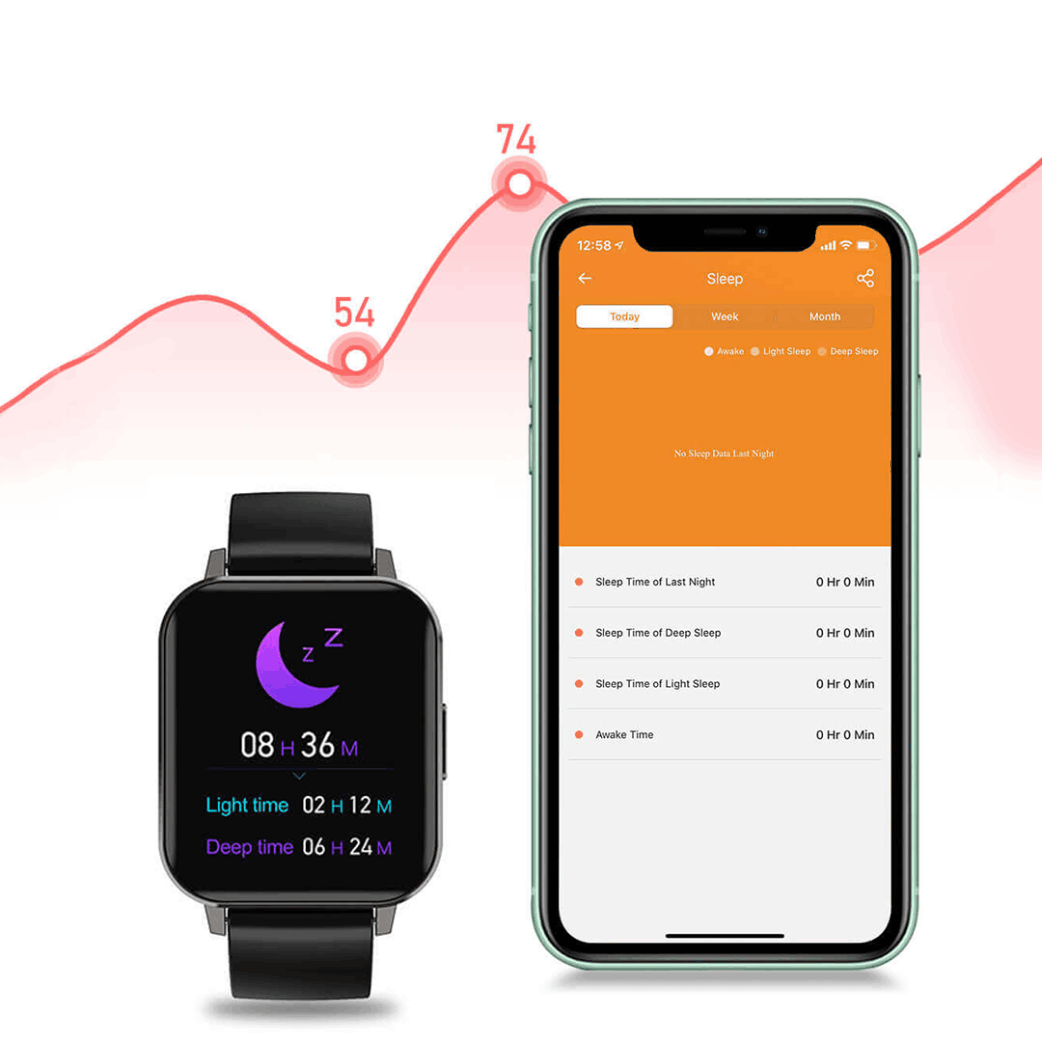 74
54
12:58
Sleep
Today Week Month
Awake Light Sleep Deep Sleep
No Sleep Data Last Night
Sleep Time of Last Night 0 Hr 0 Min
Sleep Time of Deep Sleep 0 Hr 0 Min
Sleep Time of Light Sleep 0 Hr 0 Min
Awake Time 0 Hr 0 Min
z Z
08 H 36 M
Light time 02 H 12 M
Deep time 06 H 24 M